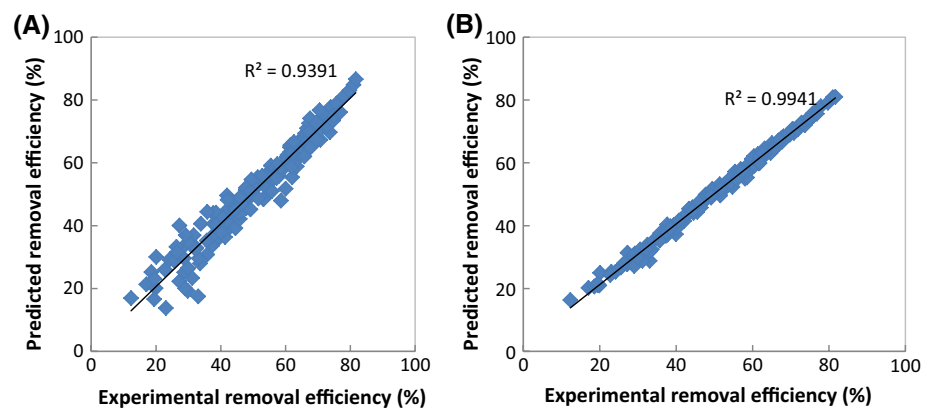 (A)
100
80
60
40
20
0
0 20 40 60 80 100
Predicted removal efficiency (%)
Experimental removal efficiency (%)
R² = 0.9391
(B)
100
80
60
40
20
0
0 20 40 60 80 100
Predicted removal efficiency (%)
Experimental removal efficiency (%)
R² = 0.9941